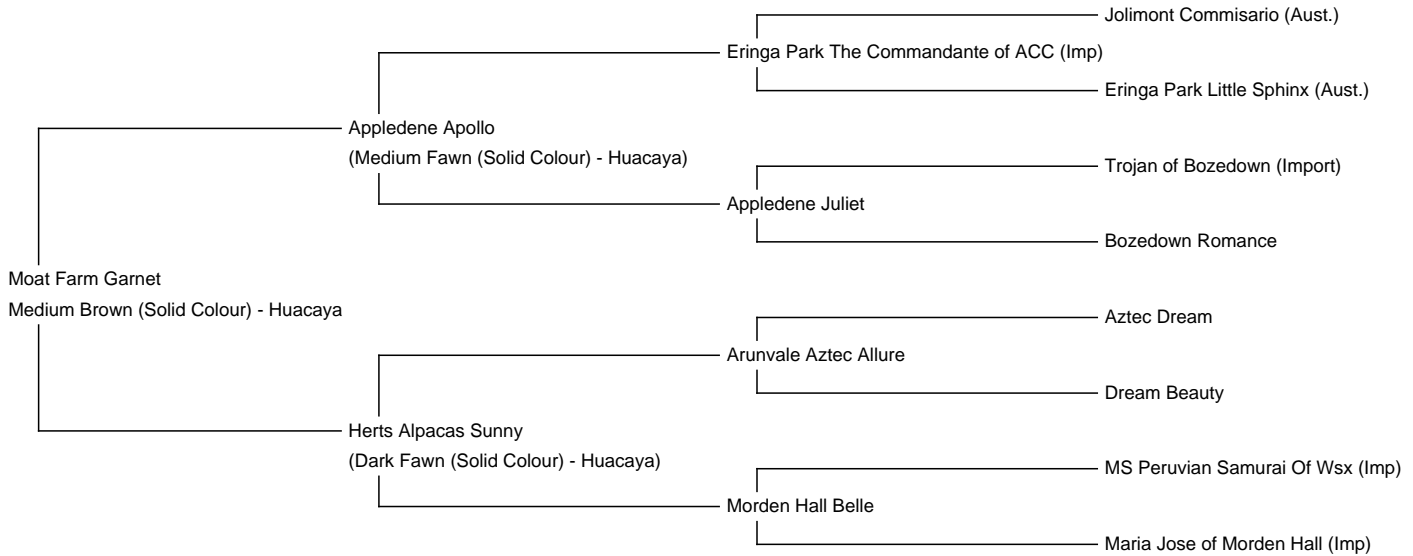 Jolimont Commisario (Aust.)
Eringa Park The Commandante of ACC (Imp)
Eringa Park Little Sphinx (Aust.)
Appledene Apollo
(Medium Fawn (Solid Colour) - Huacaya)
Trojan of Bozedown (Import)
Appledene Juliet
Bozedown Romance
Moat Farm Garnet
Medium Brown (Solid Colour) - Huacaya
Aztec Dream
Arunvale Aztec Allure
Dream Beauty
Herts Alpacas Sunny
(Dark Fawn (Solid Colour) - Huacaya)
MS Peruvian Samurai Of Wsx (Imp)
Morden Hall Belle
Maria Jose of Morden Hall (Imp)